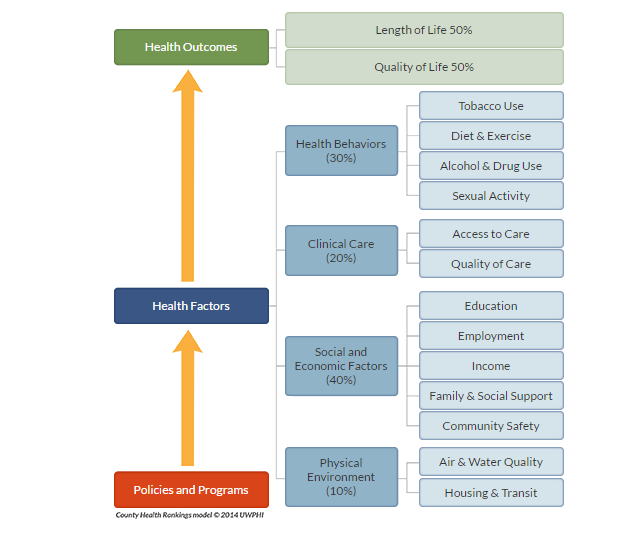 Health Outcomes
Length of Life 50%
Quality of Life 50%
Health Behaviors
(30%)
Tobacco Use
Diet & Exercise
Alcohol & Drug Use
Sexual Activity
Clinical Care
(20%)
Access to Care
Quality of Care
Health Factors
Social and
Economic Factors
(40%)
Education
Employment
Income
Family & Social Support
Community Safety
Physical
Environment
(10%)
Air & Water Quality
Housing & Transit
Policies and Programs
County Health Rankings model © 2014 UWPHI